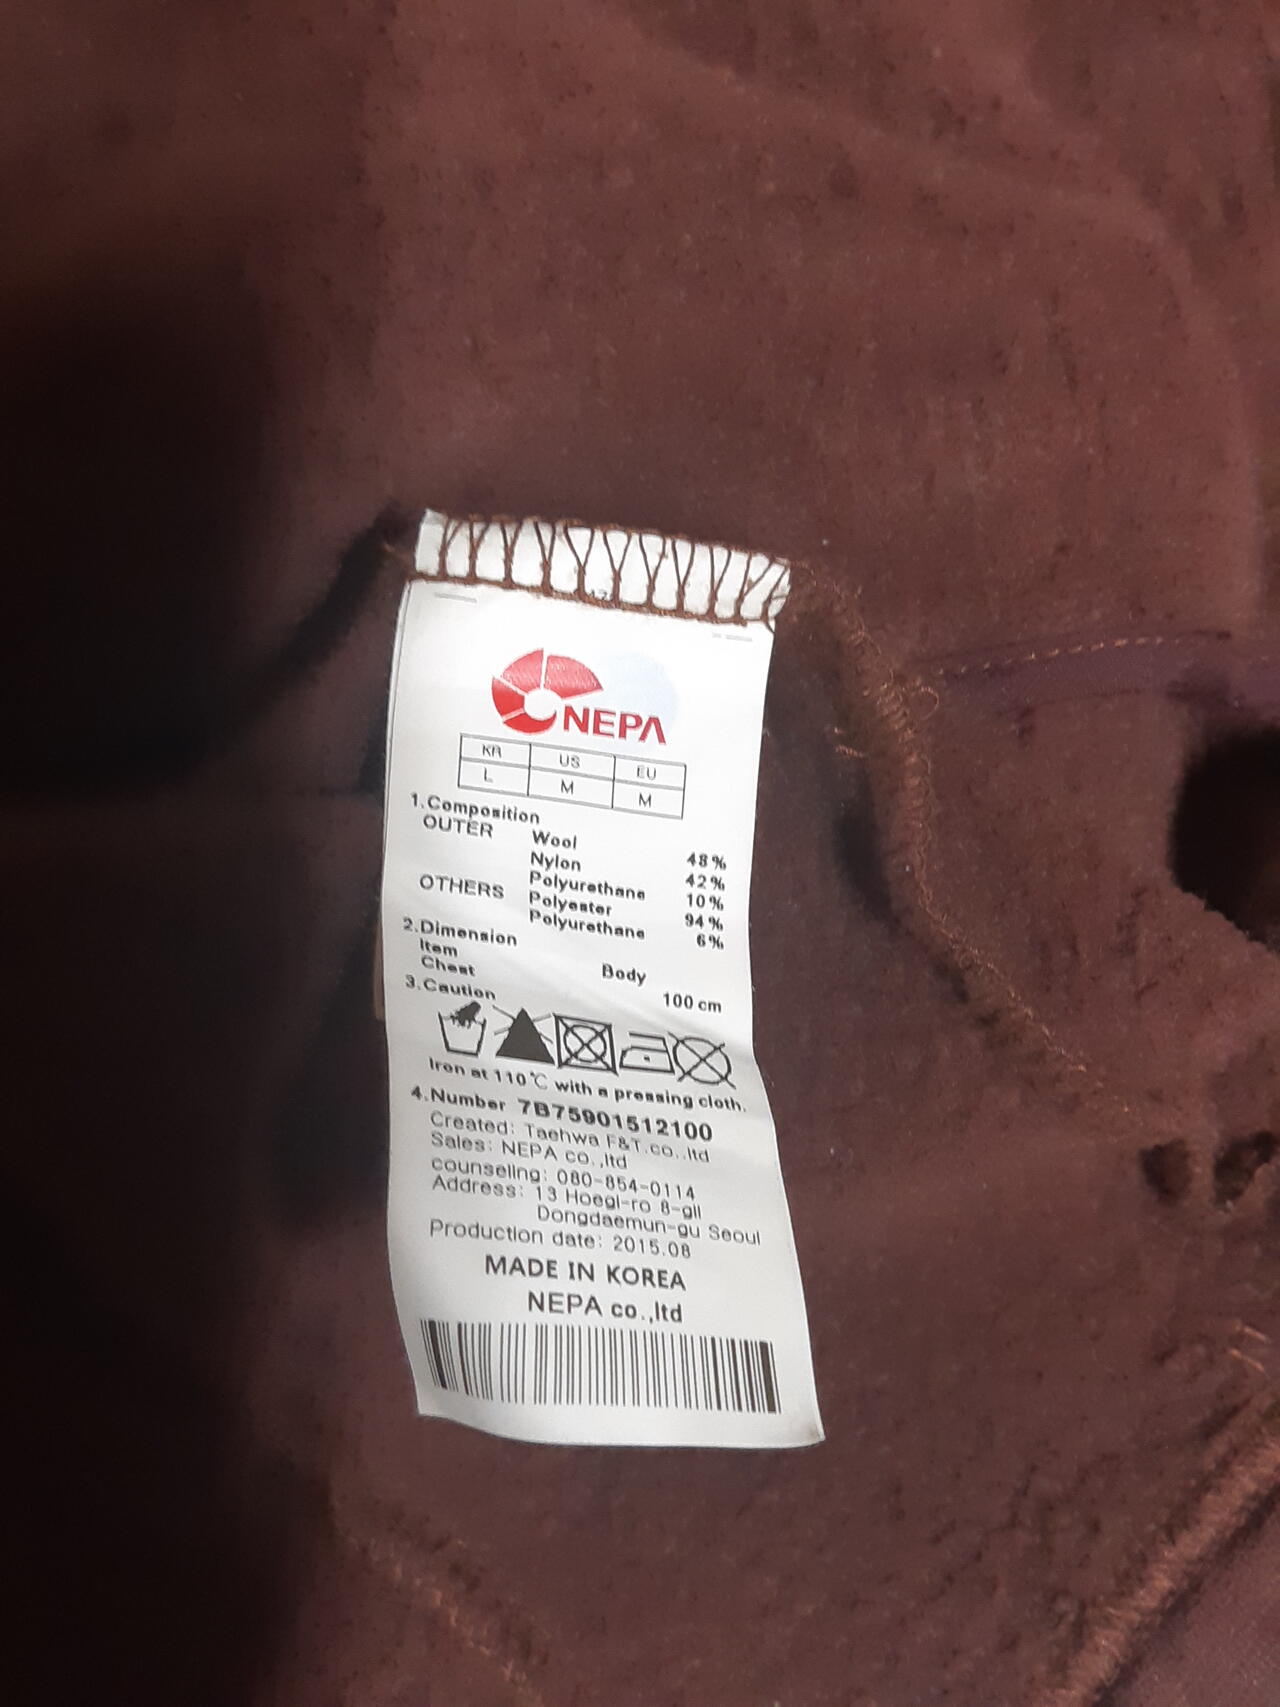 NEPA
KR US EU
L M M
1.Composition
OUTER Wool 48%
Nylon 42%
Polyurethane 10%
OTHERS Polyester 94%
Polyurethane 6%
2.Dimension
Item Body
Chest 100 cm
3.Caution
Iron at 110℃ with a pressing cloth.
4.Number 7B75901512100
Created: Taehwa F&T.co..ltd
Sales: NEPA co.,ltd
counseling: 080-854-0114
Address: 13 Hoegi-ro 8-gil
Dongdaemun-gu Seoul
Production date: 2015.08
MADE IN KOREA
NEPA co.,ltd